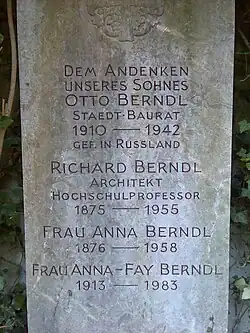 DEM ANDENKEN
UNSERES SOHNES
OTTO BERNDL
STAEDT·BAURAT
1910 — 1942
GEF. IN RUSSLAND
RICHARD BERNDL
ARCHITEKT
HOCHSCHULPROFESSOR
1875 — 1955
FRAU ANNA BERNDL
1876 — 1958
FRAU ANNA-FAY BERNDL
1913 — 1983